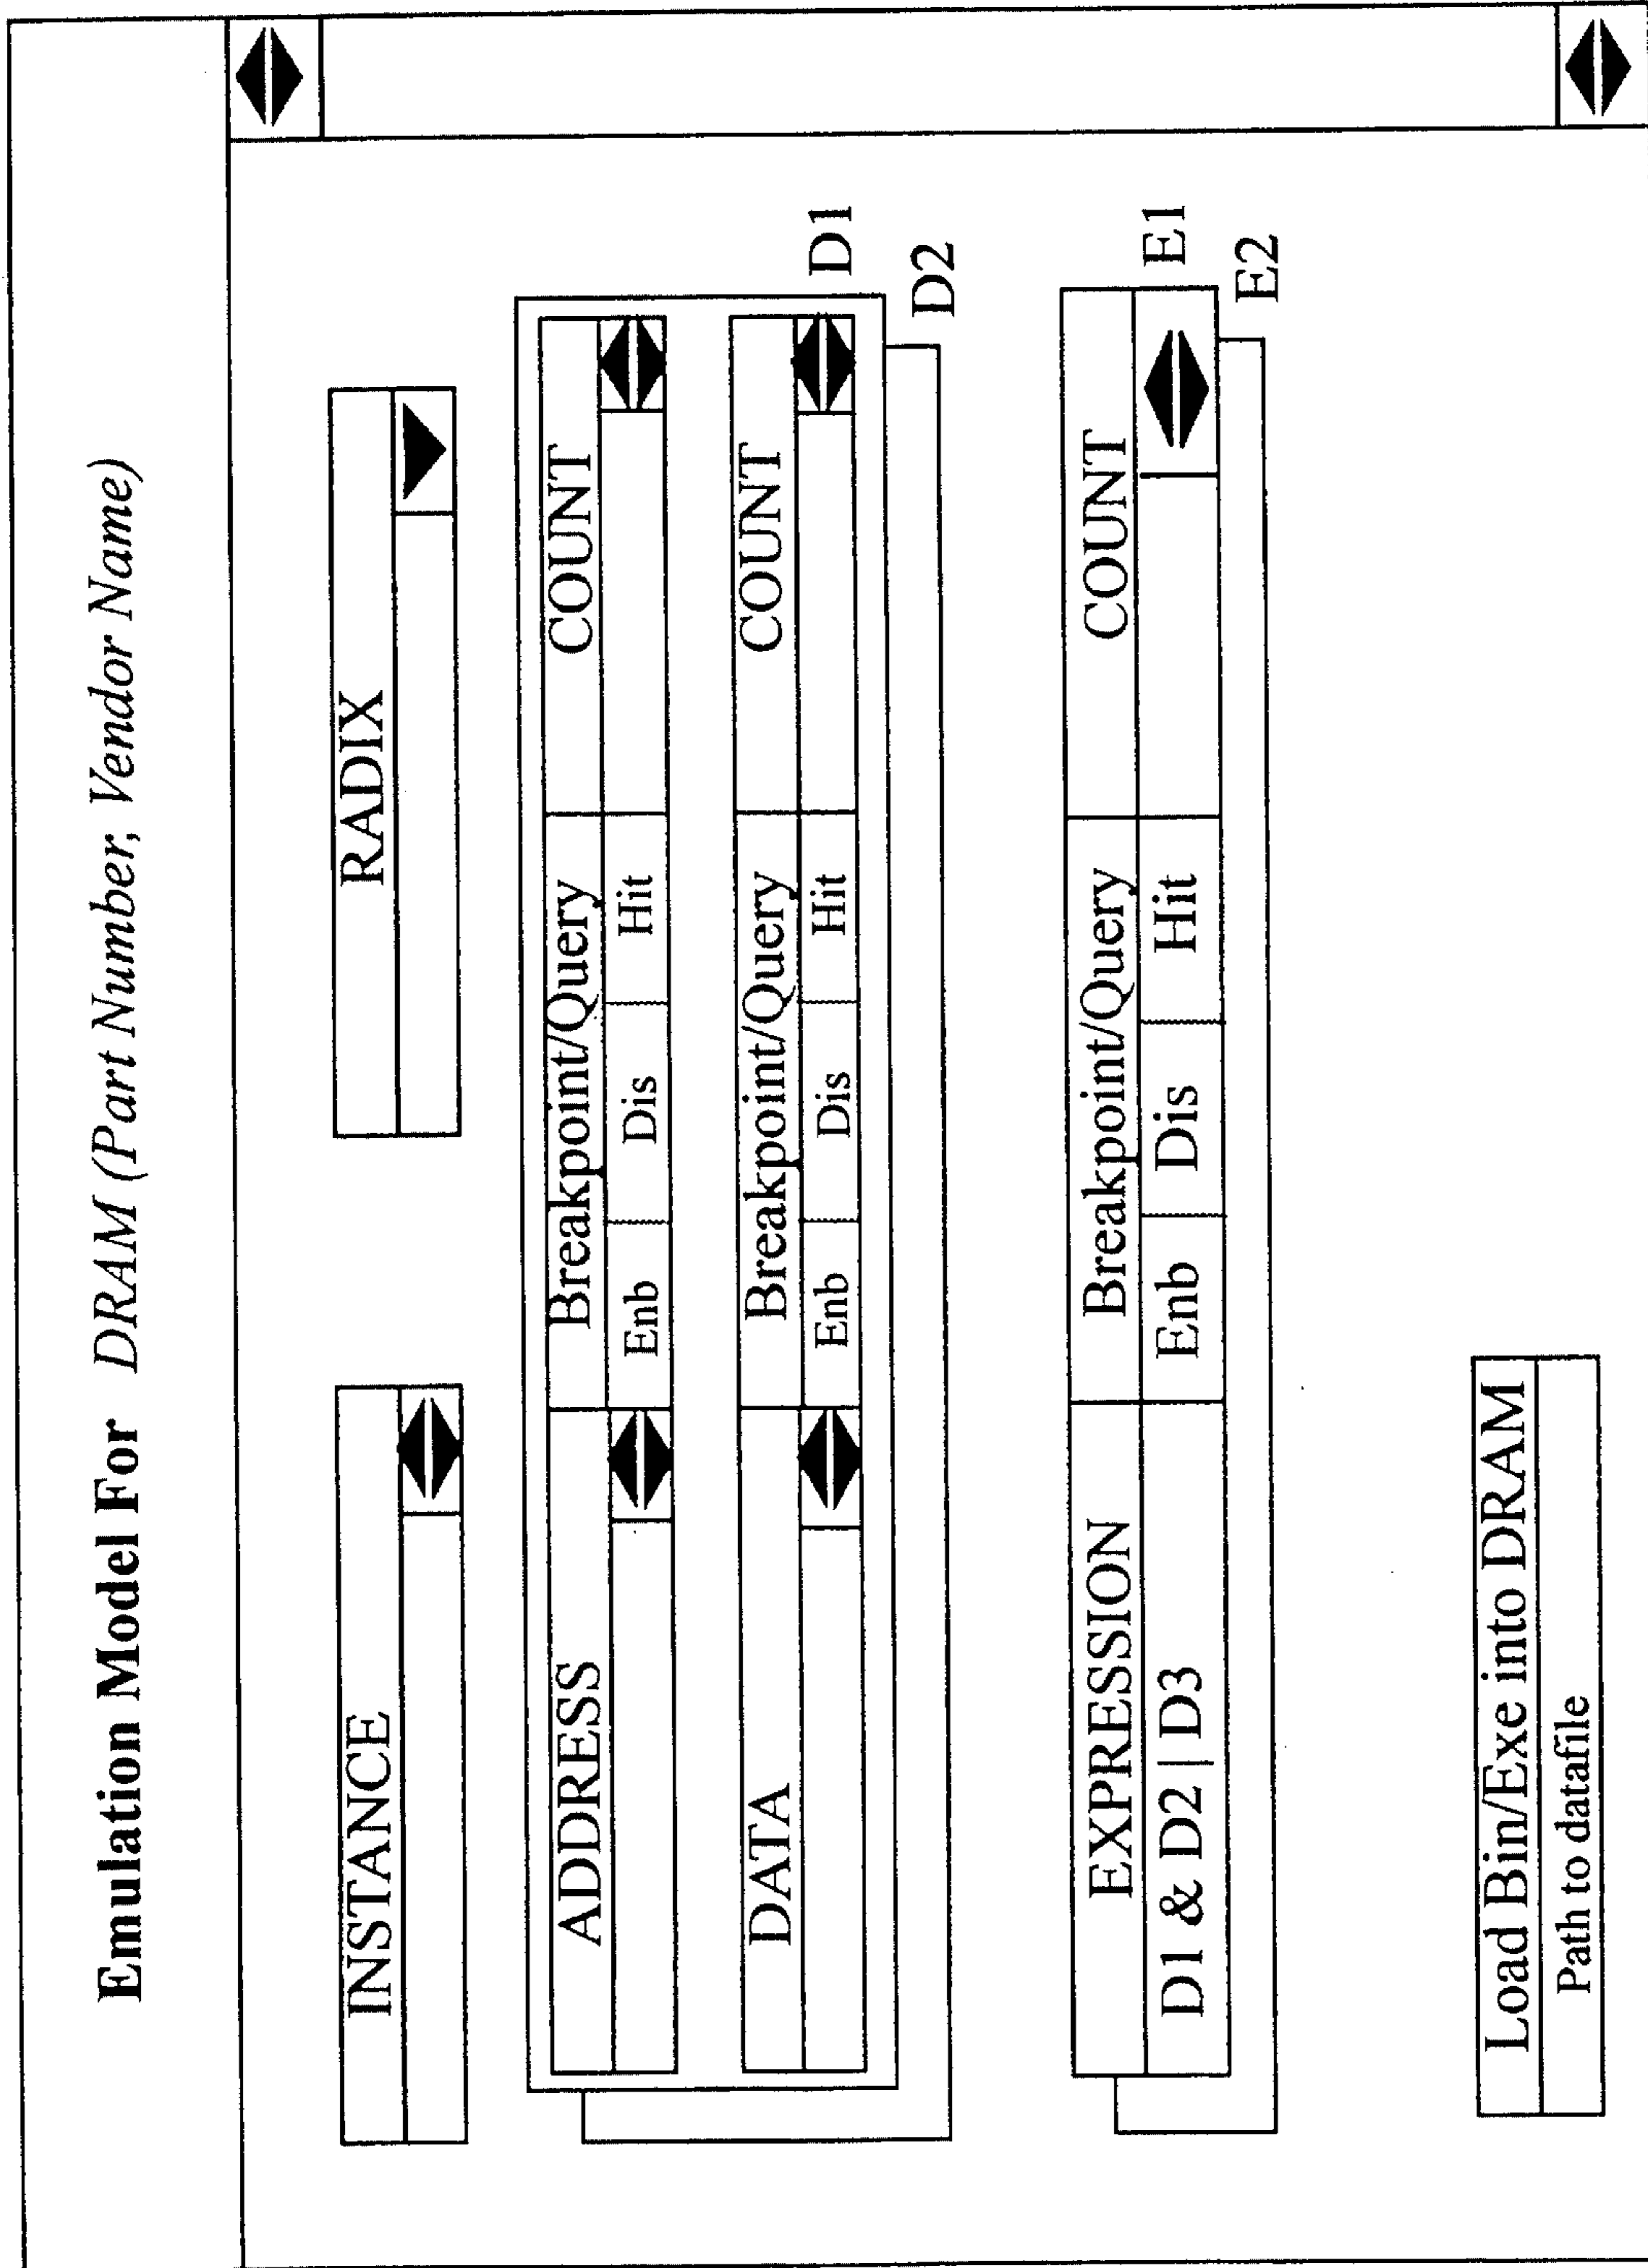 Emulation Model For DRAM (Part Number, Vendor Name)
INSTANCE RADIX
ADDRESS Breakpoint/Query COUNT
Enb Dis Hit
DATA Breakpoint/Query COUNT
Enb Dis Hit D1
D2
EXPRESSION Breakpoint/Query COUNT
D1 & D2 | D3 Enb Dis Hit E1
E2
Load Bin/Exe into DRAM
Path to datafile